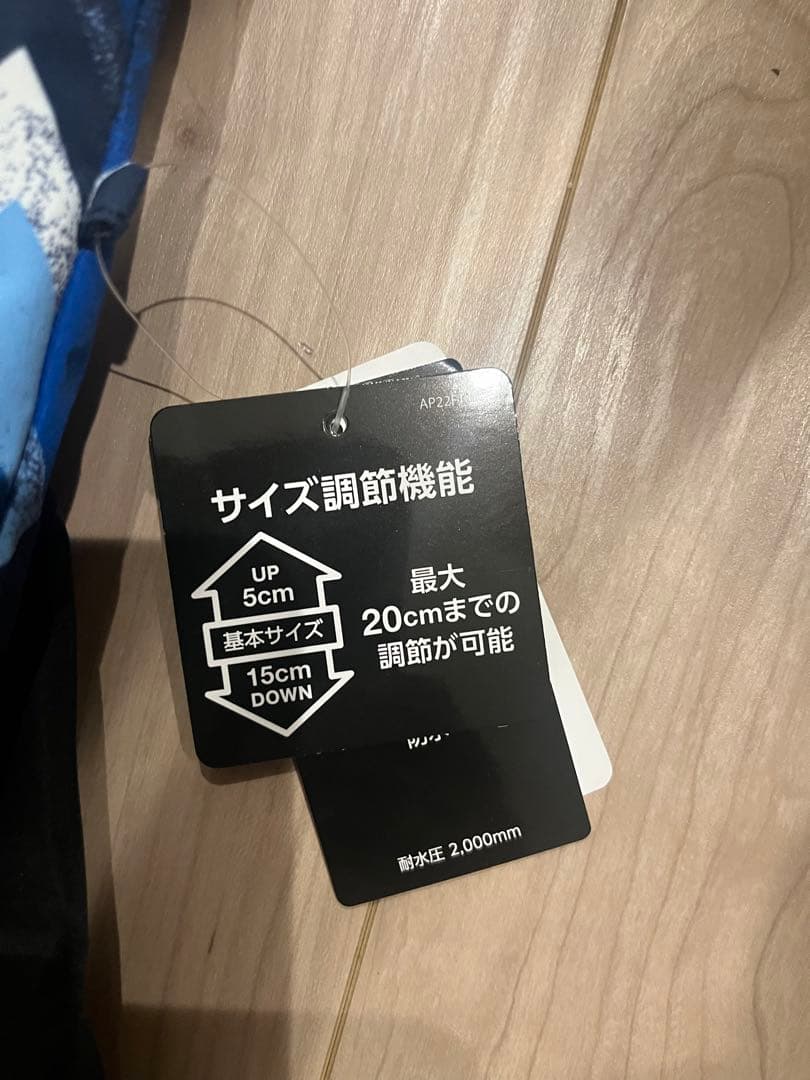 サイズ調節機能
UP
5cm
基本サイズ
15cm
DOWN
最大
20cmまでの
調節が可能
耐水圧 2,000mm